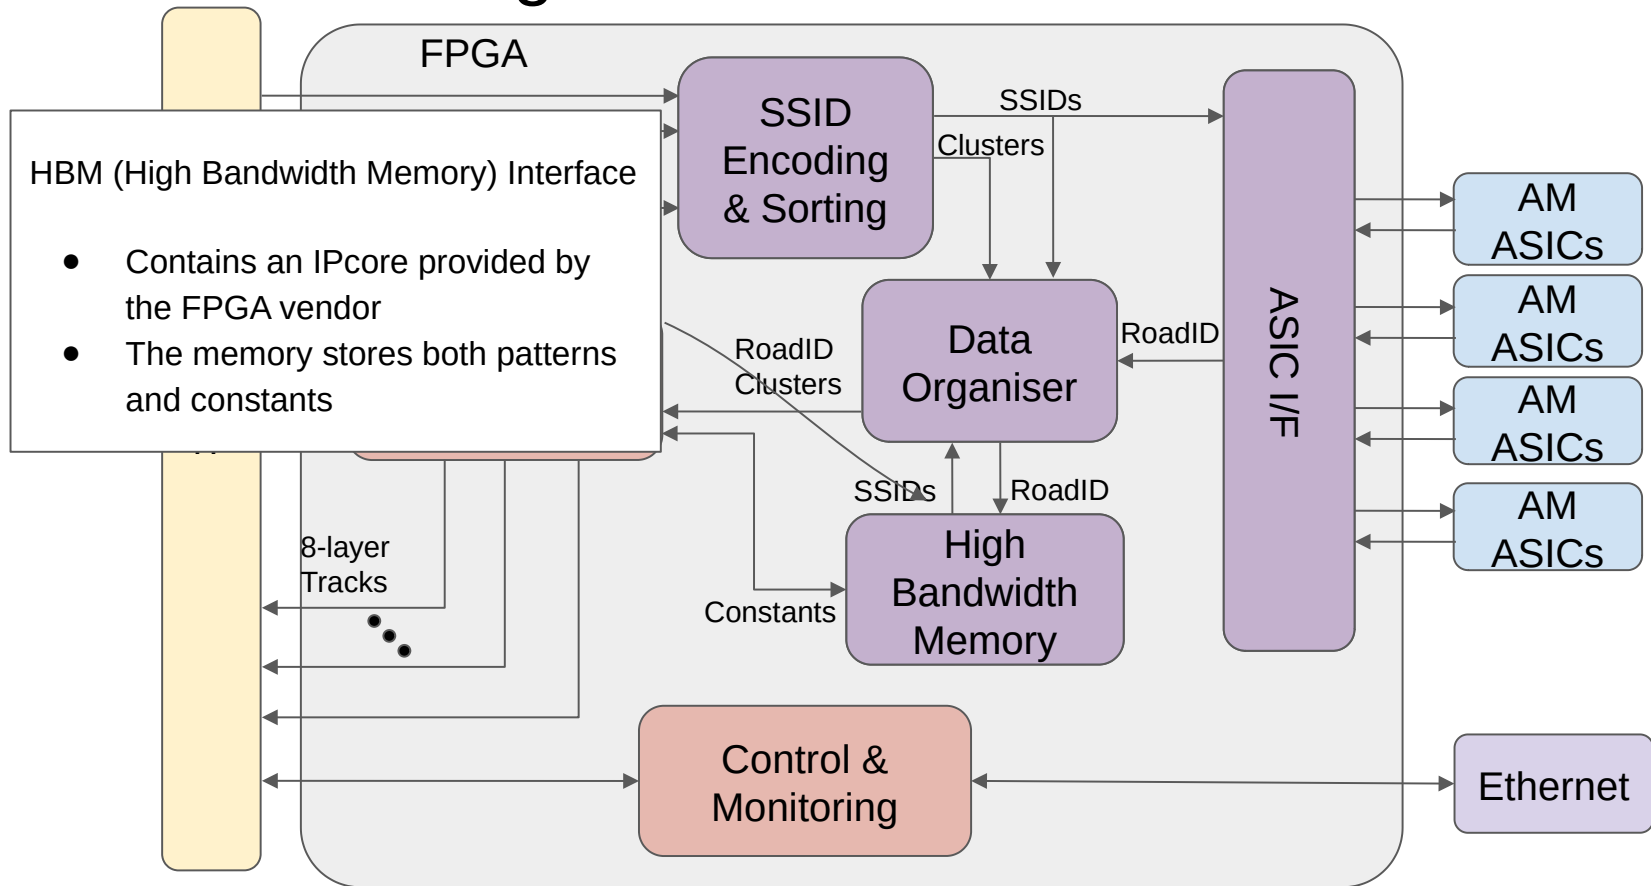 FPGA
SSID
Encoding
& Sorting
SSIDs
Clusters
HBM (High Bandwidth Memory) Interface
● Contains an IPcore provided by
the FPGA vendor
● The memory stores both patterns
and constants
AM
ASICs
AM
ASICs
AM
ASICs
AM
ASICs
ASIC I/F
Data
Organiser
RoadID
RoadID
Clusters
SSIDs
RoadID
High
Bandwidth
Memory
Constants
8-layer
Tracks
Control &
Monitoring
Ethernet